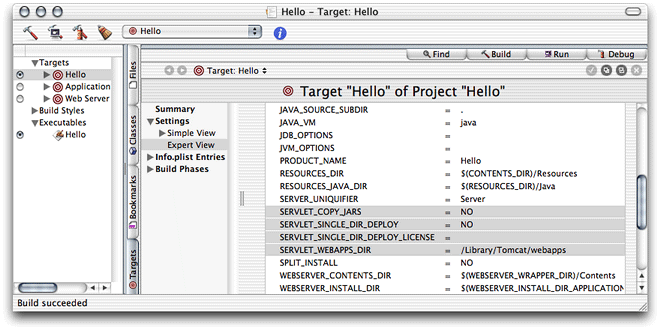 Hello – Target: Hello
Hello
Find
Build
Run
Debug
Targets
Hello
Application
Web Server
Build Styles
Executables
Hello
Files
Classes
Bookmarks
Targets
Target: Hello
Target "Hello" of Project "Hello"
Summary
Settings
Simple View
Expert View
Info.plist Entries
Build Phases
JAVA_SOURCE_SUBDIR = .
JAVA_VM = java
JDB_OPTIONS =
JVM_OPTIONS =
PRODUCT_NAME = Hello
RESOURCES_DIR = $(CONTENTS_DIR)/Resources
RESOURCES_JAVA_DIR = $(RESOURCES_DIR)/Java
SERVER_UNIQUIFIER = Server
SERVLET_COPY_JARS = NO
SERVLET_SINGLE_DIR_DEPLOY = NO
SERVLET_SINGLE_DIR_DEPLOY_LICENSE =
SERVLET_WEBAPPS_DIR = /Library/Tomcat/webapps
SPLIT_INSTALL = NO
WEBSERVER_CONTENTS_DIR = $(WEBSERVER_WRAPPER_DIR)/Contents
WEBSERVER_INSTALL_DIR = $(WEBSERVER_INSTALL_DIR_APPLICATION
Build succeeded